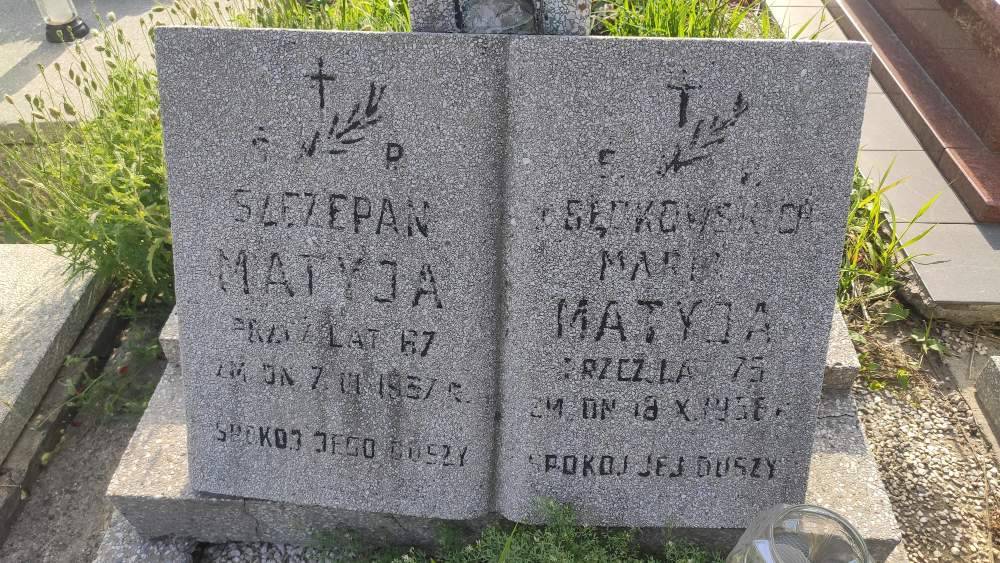 Ś P.
SZCZEPAN
MATYJA
PRZEŻ. LAT 67
ZM. DN. 7. 1957 r.
SPOKÓJ JEGO DUSZY
Ś. P.
MARIA
MATYJA
PRZEŻ. LAT 75
ZM. DN. 18 X. 1958 r.
SPOKÓJ JEJ DUSZY